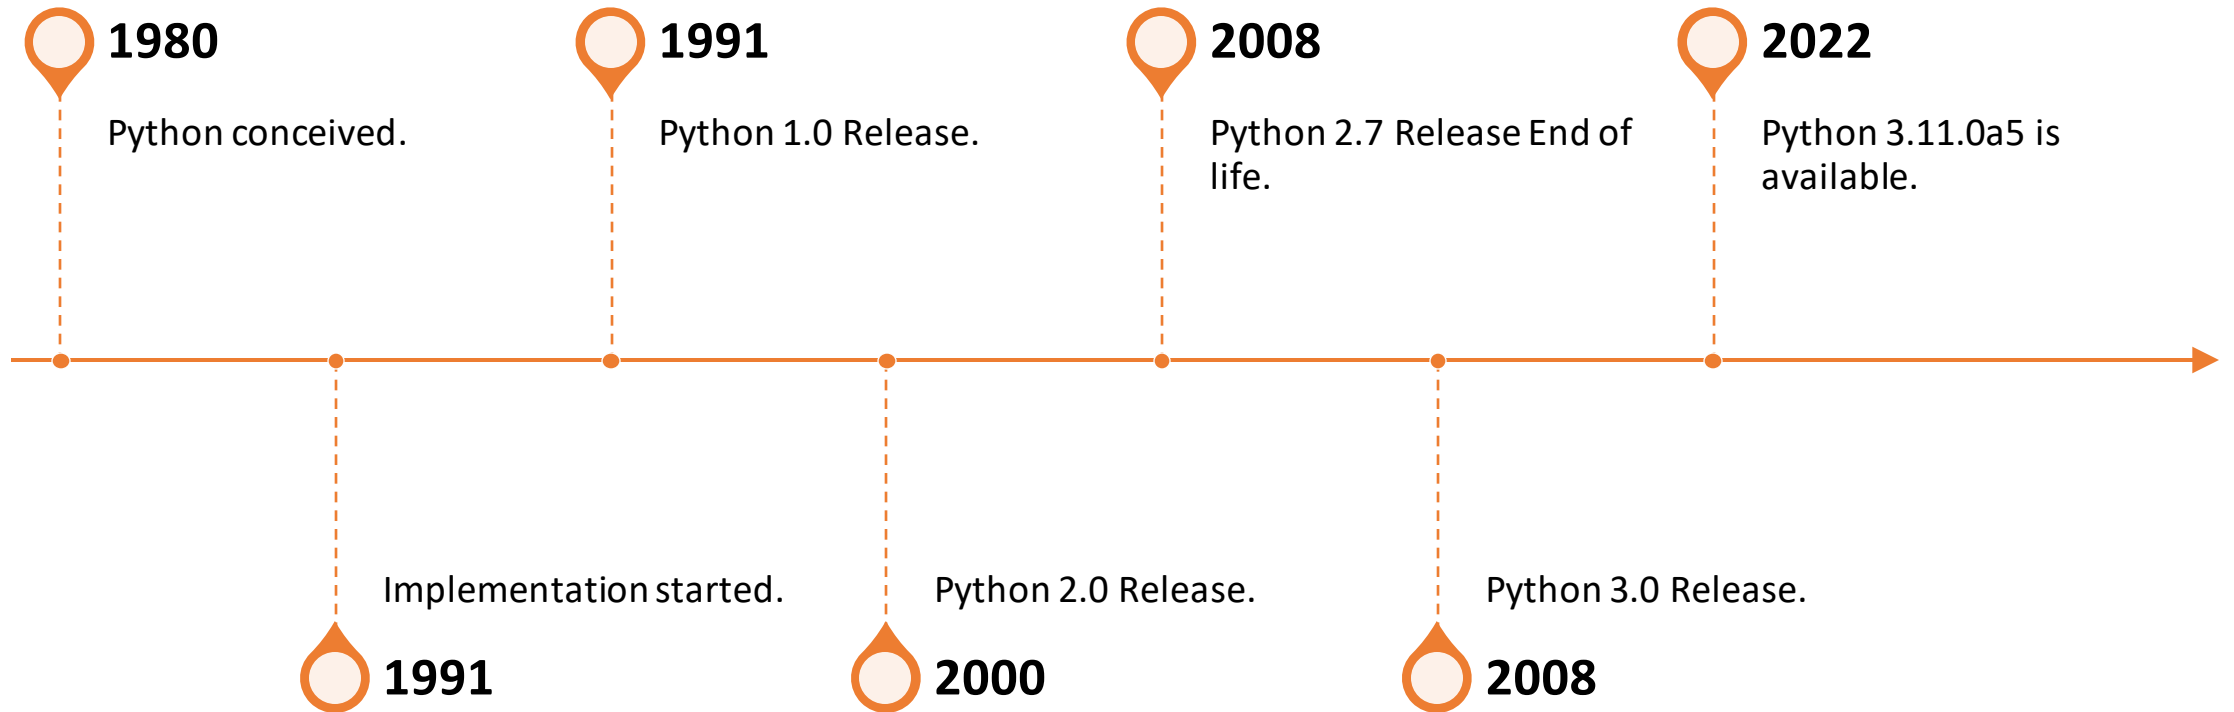 1980
Python conceived.
1991
Implementation started.
1991
Python 1.0 Release.
2000
Python 2.0 Release.
2008
Python 2.7 Release End of
life.
2008
Python 3.0 Release.
2022
Python 3.11.0a5 is
available.